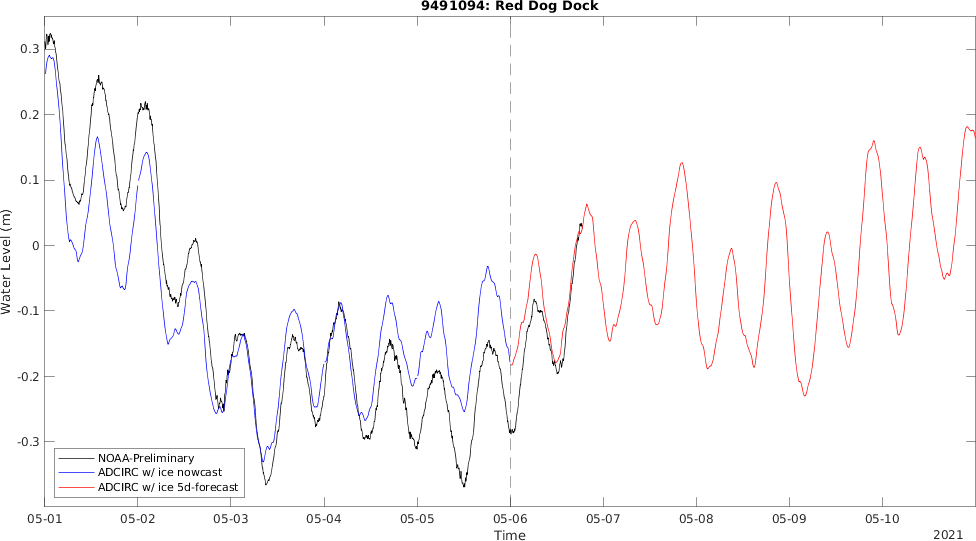 9491094: Red Dog Dock
Water Level (m)
0.3
0.2
0.1
0
-0.1
-0.2
-0.3
NOAA-Preliminary
ADCIRC w/ ice nowcast
ADCIRC w/ ice 5d-forecast
05-01 05-02 05-03 05-04 05-05 05-06 05-07 05-08 05-09 05-10
Time
2021